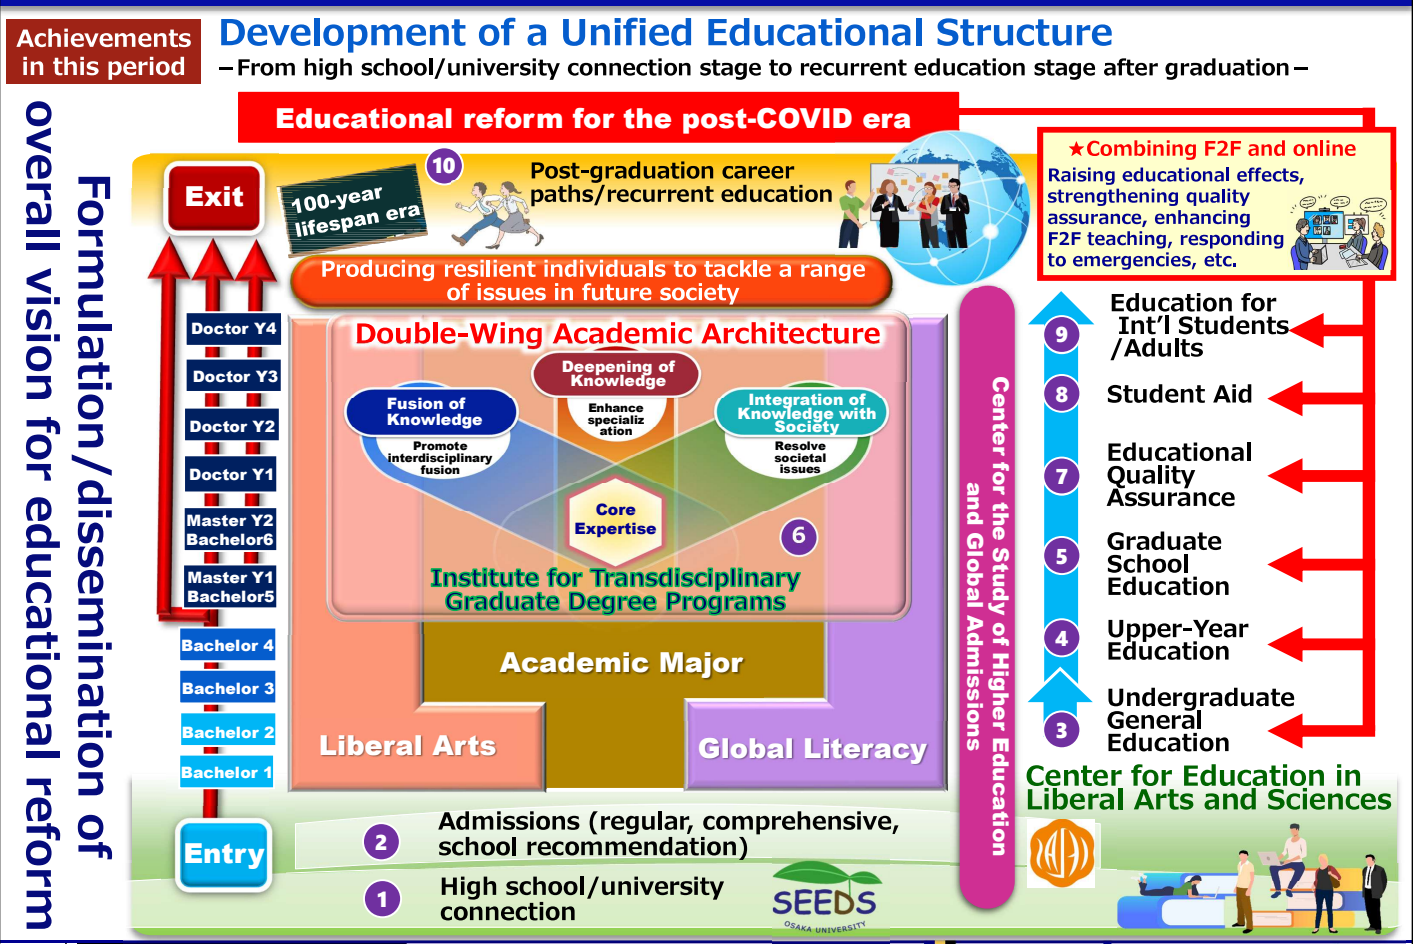 Achievements
in this period
Development of a Unified Educational Structure
–From high school/university connection stage to recurrent education stage after graduation–
Formulation/dissemination of
overall vision for educational reform
Educational reform for the post-COVID era
Exit
100-year
lifespan era
10
Post-graduation career
paths/recurrent education
★Combining F2F and online
Raising educational effects,
strengthening quality
assurance, enhancing
F2F teaching, responding
to emergencies, etc.
Producing resilient individuals to tackle a range
of issues in future society
Doctor Y4
Doctor Y3
Doctor Y2
Doctor Y1
Master Y2
Bachelor6
Master Y1
Bachelor5
Bachelor 4
Bachelor 3
Bachelor 2
Bachelor 1
Entry
Double-Wing Academic Architecture
Deepening of
Knowledge
Enhance
specializ
ation
Fusion of
Knowledge
Promote
interdisciplinary
fusion
Integration of
Knowledge with
Society
Resolve
societal
issues
Core
Expertise
6
Institute for Transdisciplinary
Graduate Degree Programs
Academic Major
Liberal Arts
Global Literacy
Center for the Study of Higher Education
and Global Admissions
9
Education for
Int'l Students
/Adults
8
Student Aid
7
Educational
Quality
Assurance
5
Graduate
School
Education
4
Upper-Year
Education
3
Undergraduate
General
Education
Center for Education in
Liberal Arts and Sciences
2
Admissions (regular, comprehensive,
school recommendation)
1
High school/university
connection
SEEDS
OSAKA UNIVERSITY